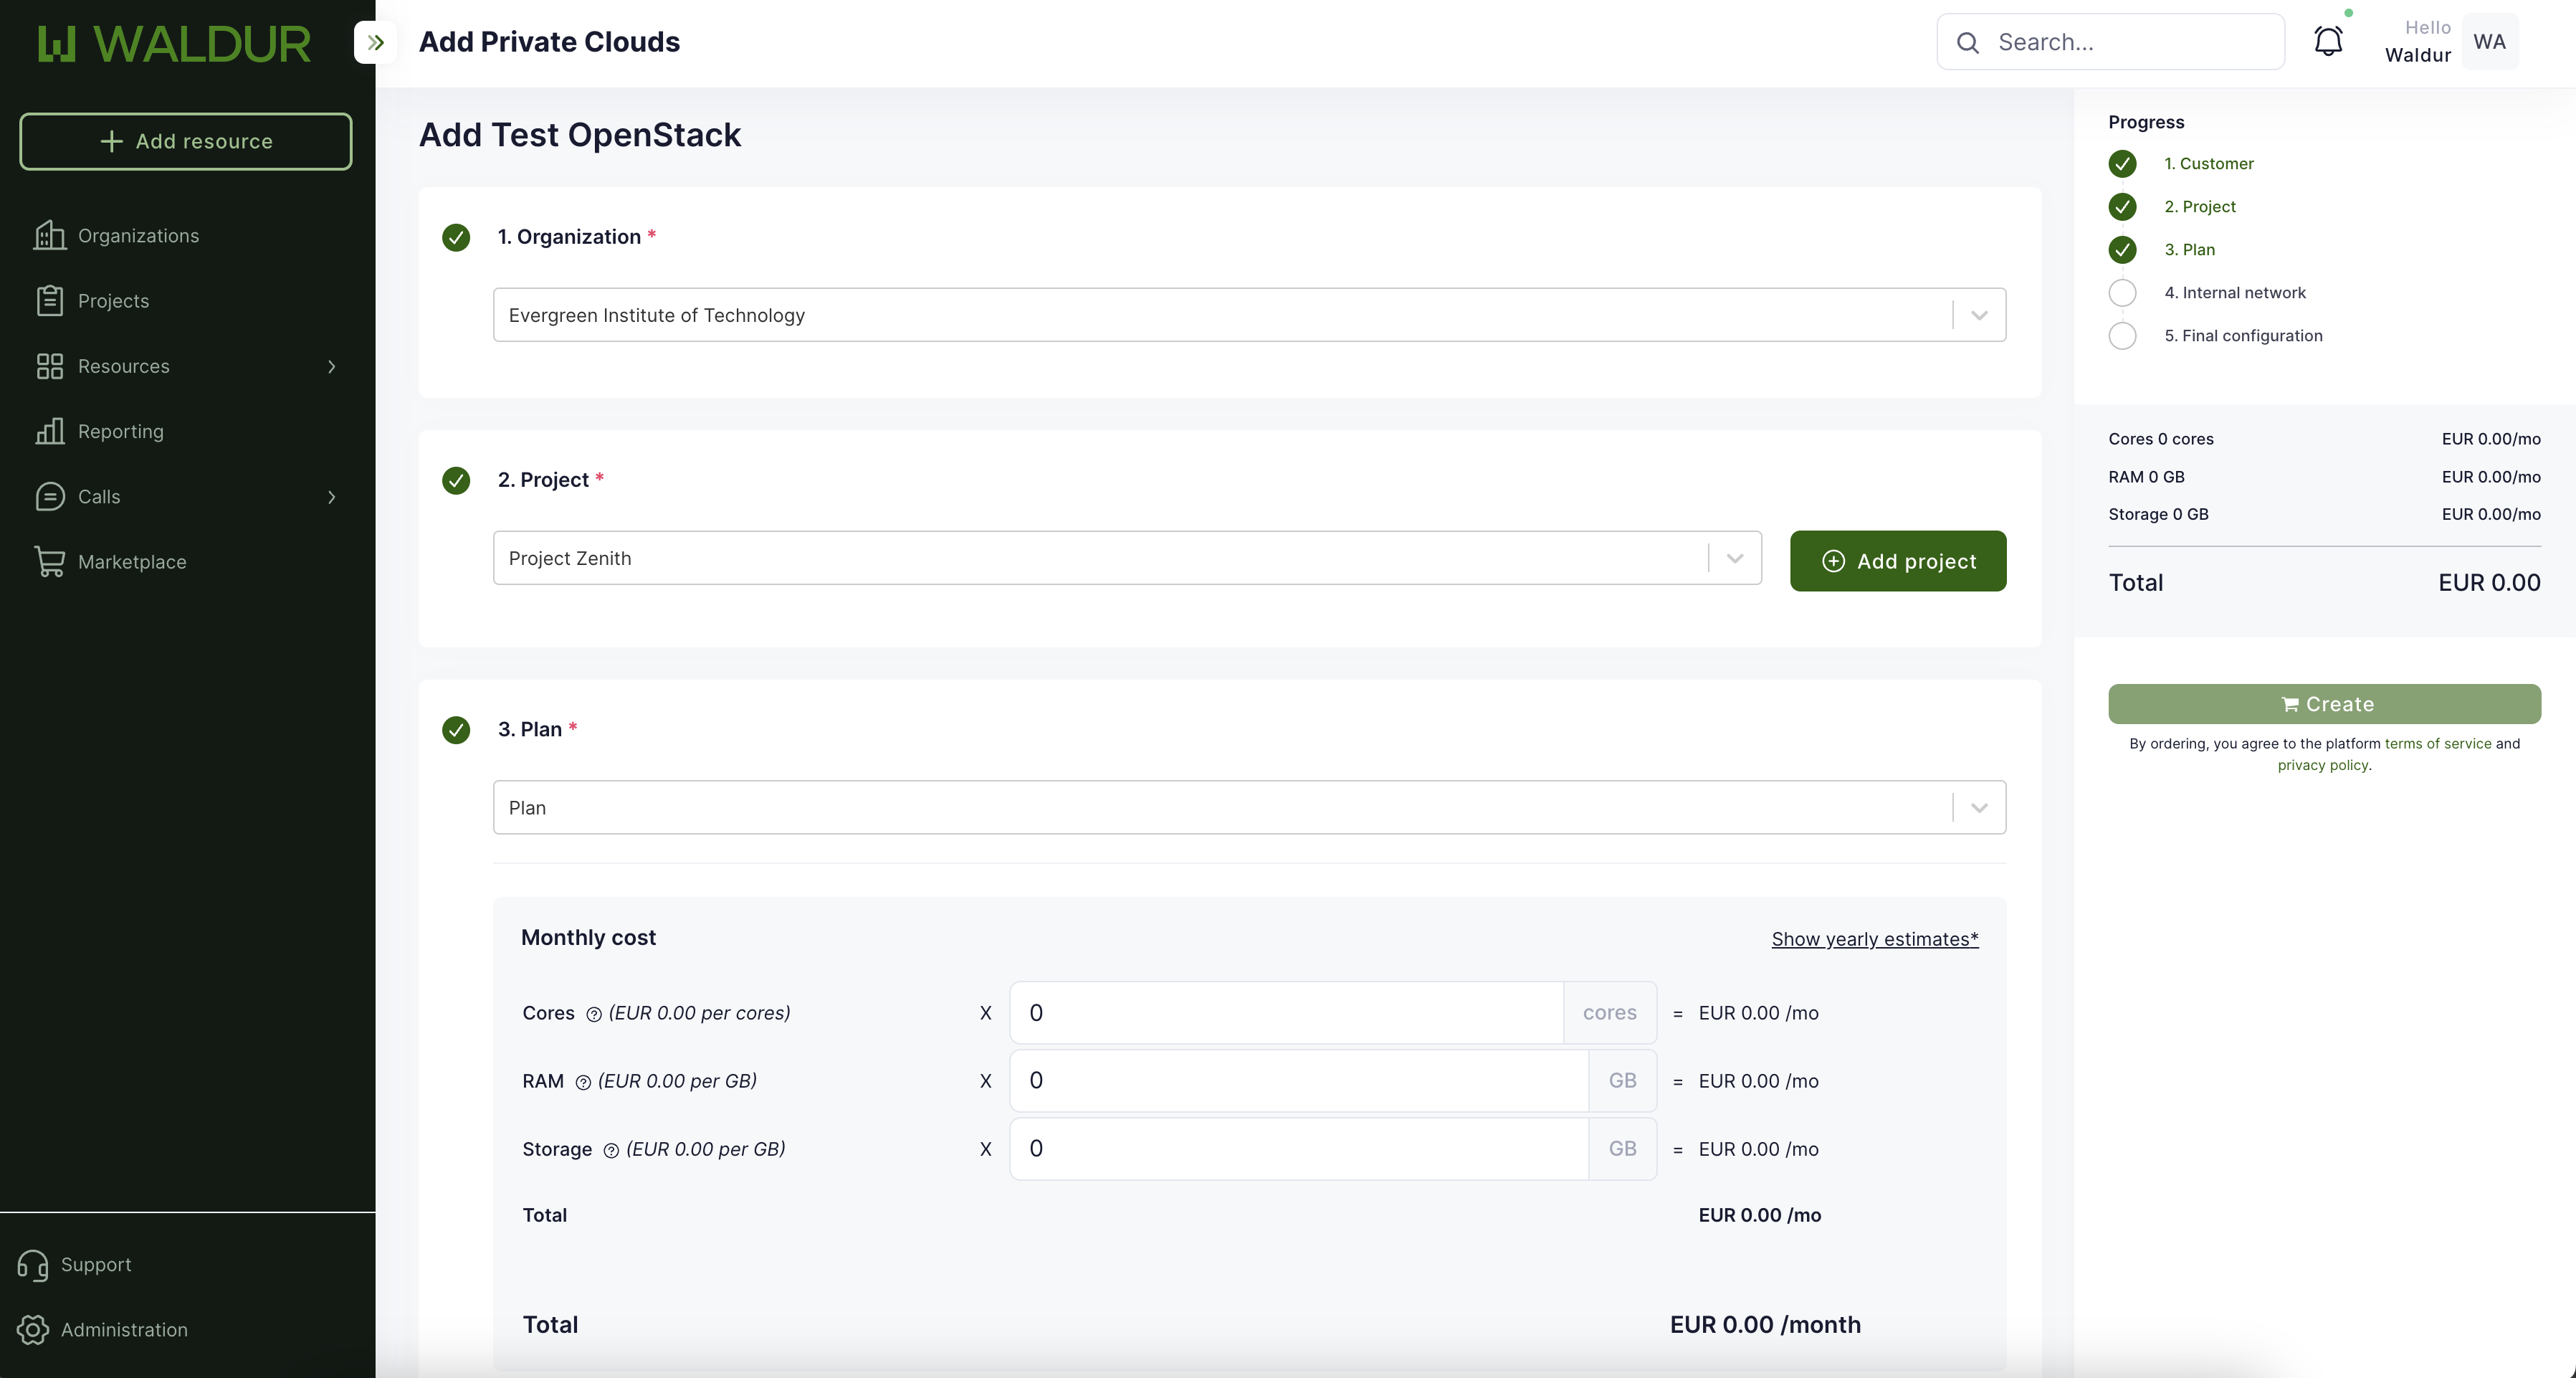 WALDUR
Add resource
Organizations
Projects
Resources
Reporting
Calls
Marketplace
Support
Administration
Add Private Clouds
Search...
Hello
Waldur
WA
Add Test OpenStack
1. Organization *
Evergreen Institute of Technology
2. Project *
Project Zenith
Add project
3. Plan *
Plan
Monthly cost
Show yearly estimates*
Cores (EUR 0.00 per cores) X 0 cores = EUR 0.00 /mo
RAM (EUR 0.00 per GB) X 0 GB = EUR 0.00 /mo
Storage (EUR 0.00 per GB) X 0 GB = EUR 0.00 /mo
Total EUR 0.00 /mo
Total EUR 0.00 /month
Progress
1. Customer
2. Project
3. Plan
4. Internal network
5. Final configuration
Cores 0 cores EUR 0.00/mo
RAM 0 GB EUR 0.00/mo
Storage 0 GB EUR 0.00/mo
Total EUR 0.00
Create
By ordering, you agree to the platform terms of service and
privacy policy.